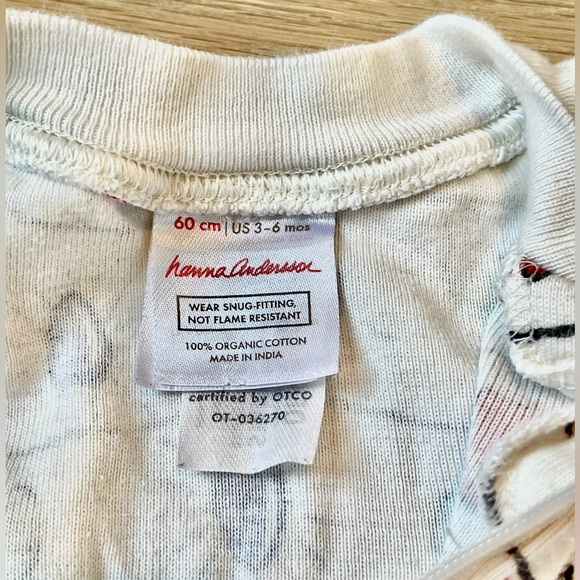 60 cm | US 3-6 mos
hanna andersson
WEAR SNUG-FITTING,
NOT FLAME RESISTANT
100% ORGANIC COTTON
MADE IN INDIA
certified by OTCO
OT-036270